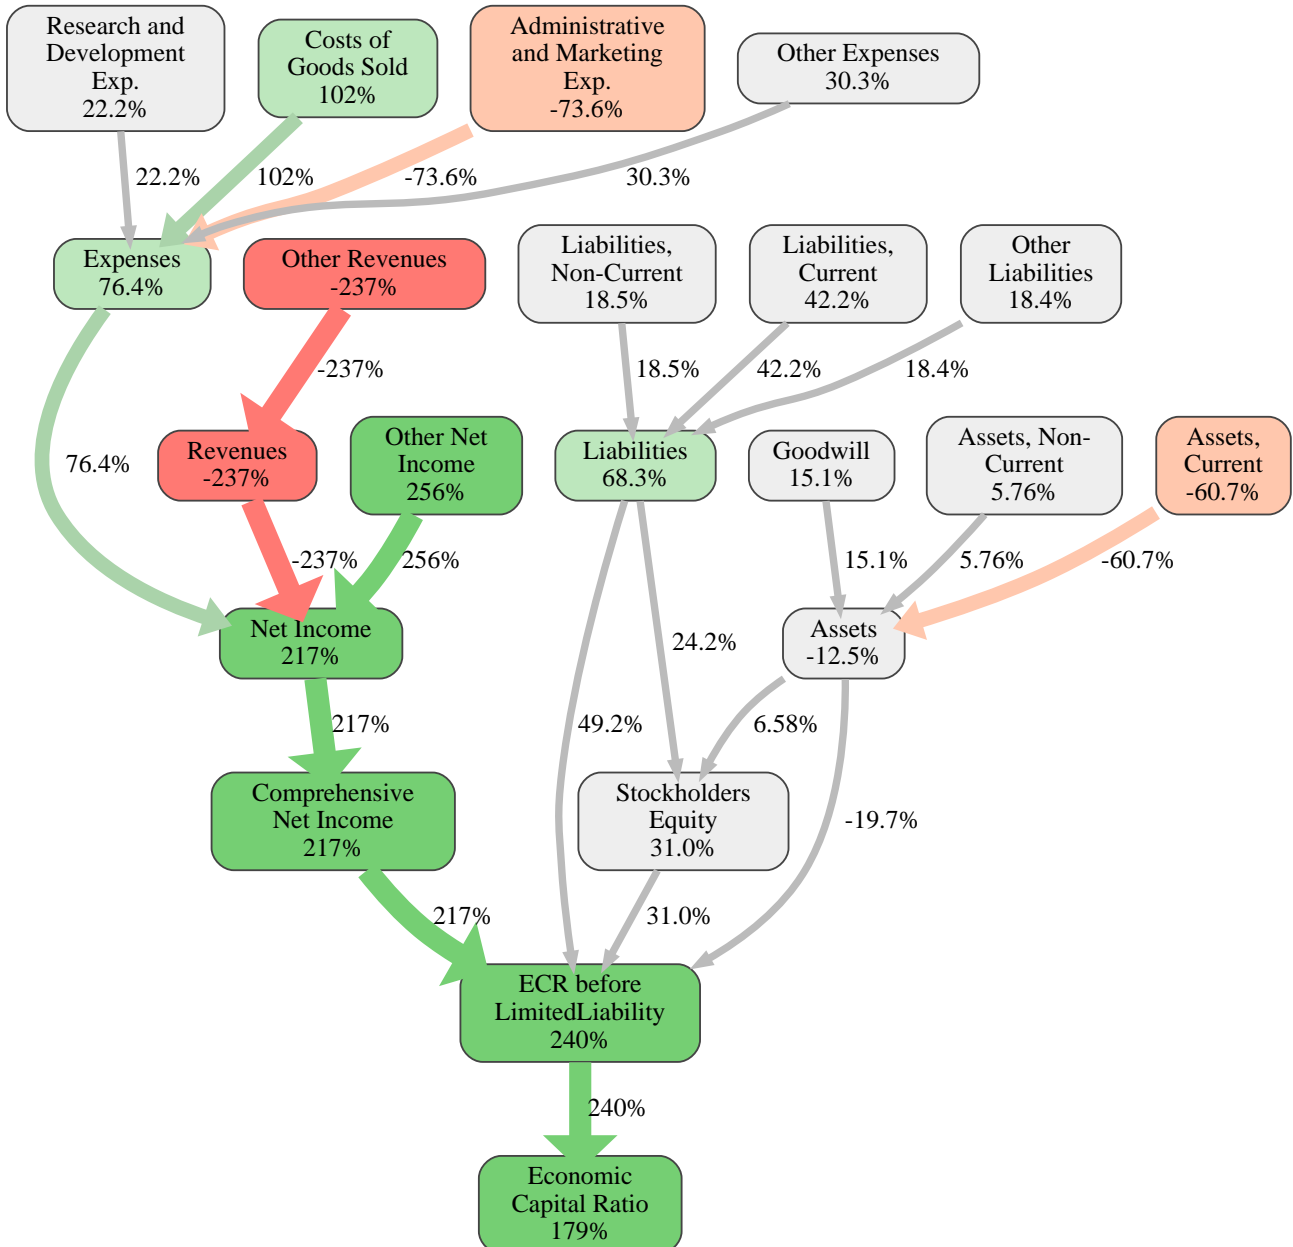 Research and
Development
Exp.
22.2%
Costs of
Goods Sold
102%
Administrative
and Marketing
Exp.
-73.6%
Other Expenses
30.3%
22.2%
102%
-73.6%
30.3%
Expenses
76.4%
Other Revenues
-237%
Liabilities,
Non-Current
18.5%
Liabilities,
Current
42.2%
Other
Liabilities
18.4%
-237%
18.5%
42.2%
18.4%
76.4%
Revenues
-237%
Other Net
Income
256%
Liabilities
68.3%
Goodwill
15.1%
Assets, Non-
Current
5.76%
Assets,
Current
-60.7%
-237%
256%
15.1%
5.76%
-60.7%
Net Income
217%
24.2%
Assets
-12.5%
217%
49.2%
6.58%
Comprehensive
Net Income
217%
Stockholders
Equity
31.0%
-19.7%
217%
31.0%
ECR before
LimitedLiability
240%
240%
Economic
Capital Ratio
179%